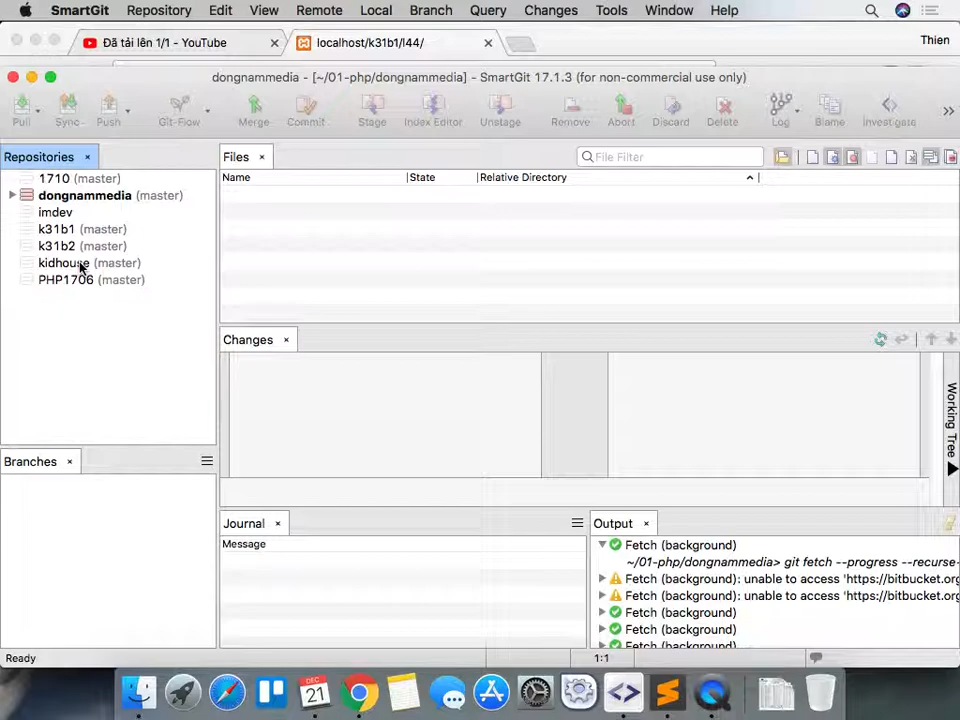 SmartGit Repository Edit View Remote Local Branch Query Changes Tools Window Help
Đã tải lên 1/1 - YouTube
localhost/k31b1/l44/
Thien
dongnammedia - [~/01-php/dongnammedia] - SmartGit 17.1.3 (for non-commercial use only)
Pull Sync Push Git-Flow Merge Commit Stage Index Editor Unstage Remove Abort Discard Delete Log Blame Investigate
Repositories
1710 (master)
dongnammedia (master)
imdev
k31b1 (master)
k31b2 (master)
kidhouse (master)
PHP1706 (master)
Files
File Filter
Name State Relative Directory
Changes
Working Tree
Branches
Journal
Message
Output
Fetch (background)
~/01-php/dongnammedia> git fetch --progress --recurse-
Fetch (background): unable to access 'https://bitbucket.org
Fetch (background): unable to access 'https://bitbucket.org
Fetch (background)
Fetch (background)
Fetch (background)
Ready
1:1
DEC
21